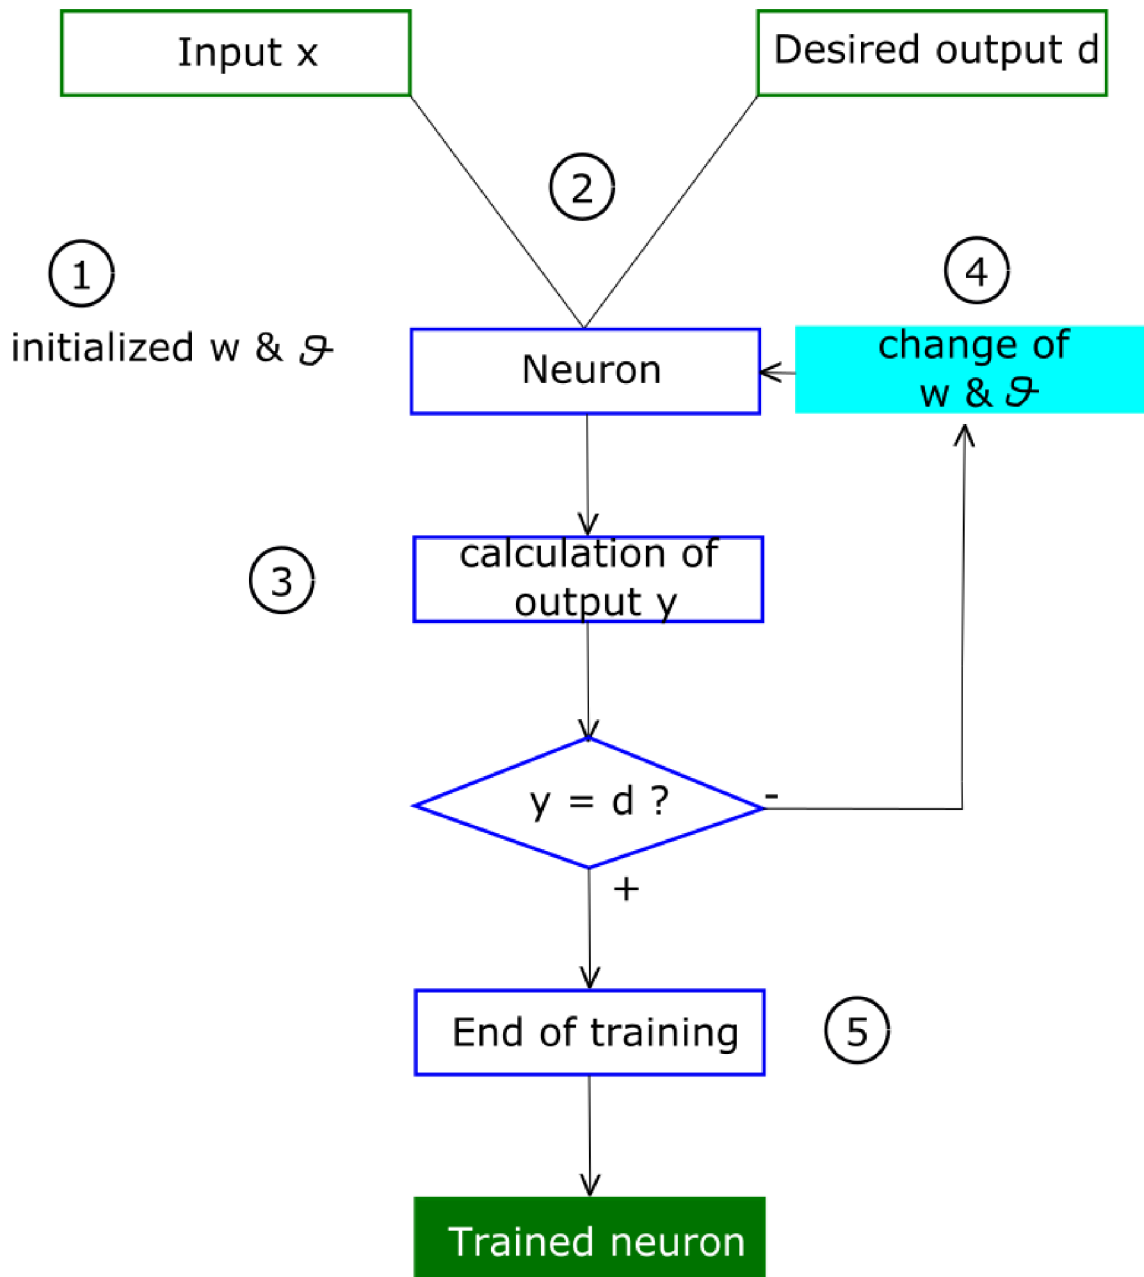 Input x
Desired output d
2
1
initialized w & ϑ
4
change of
w & ϑ
Neuron
3
calculation of
output y
y = d ?
-
+
End of training
5
Trained neuron